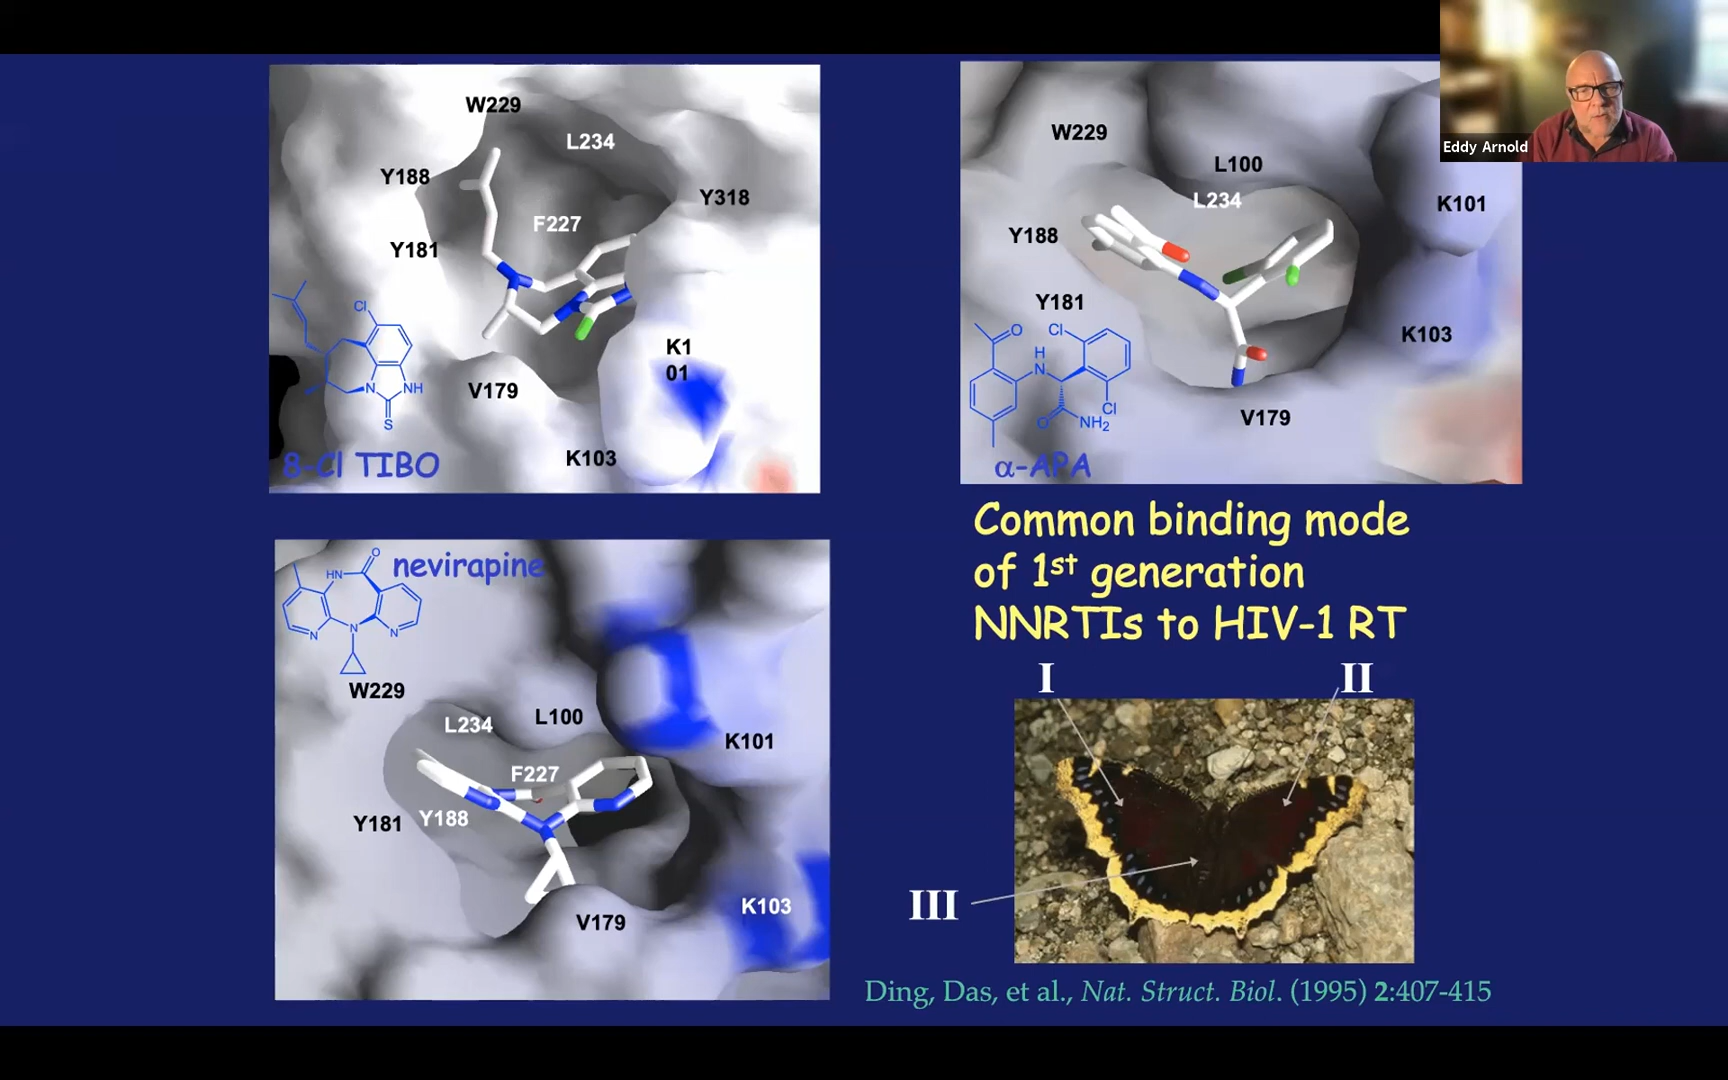 Eddy Arnold
W229
L234
Y188
Y318
F227
Y181
Cl
K1
01
V179
N
NH
S
K103
8-Cl TIBO
W229
L100
L234
K101
Y188
Y181
K103
O
Cl
H
N
Cl
O
NH2
V179
α-APA
nevirapine
O
HN
N
N
N
W229
L234
L100
K101
F227
Y181
Y188
K103
V179
Common binding mode
of 1st generation
NNRTIs to HIV-1 RT
I
II
III
Ding, Das, et al., Nat. Struct. Biol. (1995) 2:407-415